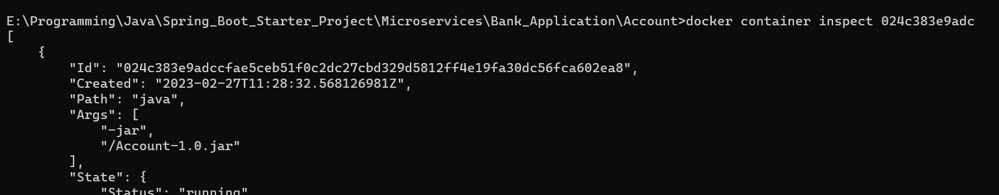 E:\Programming\Java\Spring_Boot_Starter_Project\Microservices\Bank_Application\Account>docker container inspect 024c383e9adc
[
    {
        "Id": "024c383e9adccfae5ceb51f0c2dc27cbd329d5812ff4e19fa30dc56fca602ea8",
        "Created": "2023-02-27T11:28:32.568126981Z",
        "Path": "java",
        "Args": [
            "-jar",
            "/Account-1.0.jar"
        ],
        "State": {
            "Status": "running"